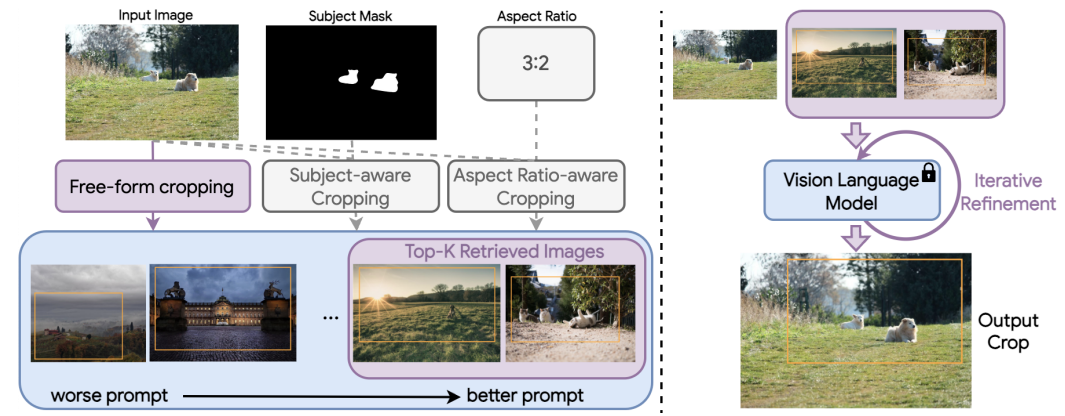 Input Image
Subject Mask
Aspect Ratio
3:2
Free-form cropping
Subject-aware
Cropping
Aspect Ratio-aware
Cropping
Top-K Retrieved Images
...
worse prompt
better prompt
Vision Language
Model
Iterative
Refinement
Output
Crop